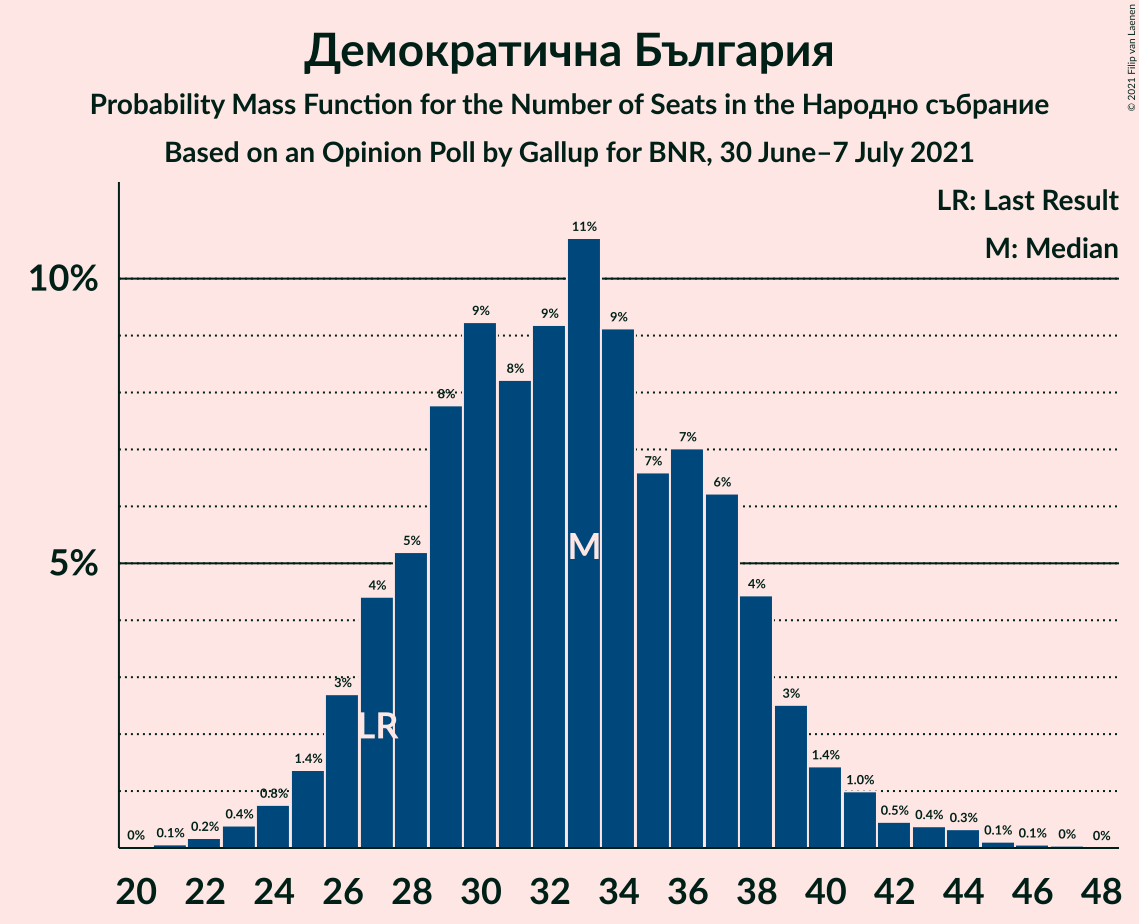 Демократична България
Probability Mass Function for the Number of Seats in the Народно събрание
Based on an Opinion Poll by Gallup for BNR, 30 June–7 July 2021
© 2021 Filip van Laenen
LR: Last Result
M: Median
10%
5%
0% 0.1% 0.2% 0.4% 0.8% 1.4% 3% 4% 5% 8% 9% 8% 9% 11% 9% 7% 7% 6% 4% 3% 1.4% 1.0% 0.5% 0.4% 0.3% 0.1% 0.1% 0% 0%
M
LR
20 22 24 26 28 30 32 34 36 38 40 42 44 46 48